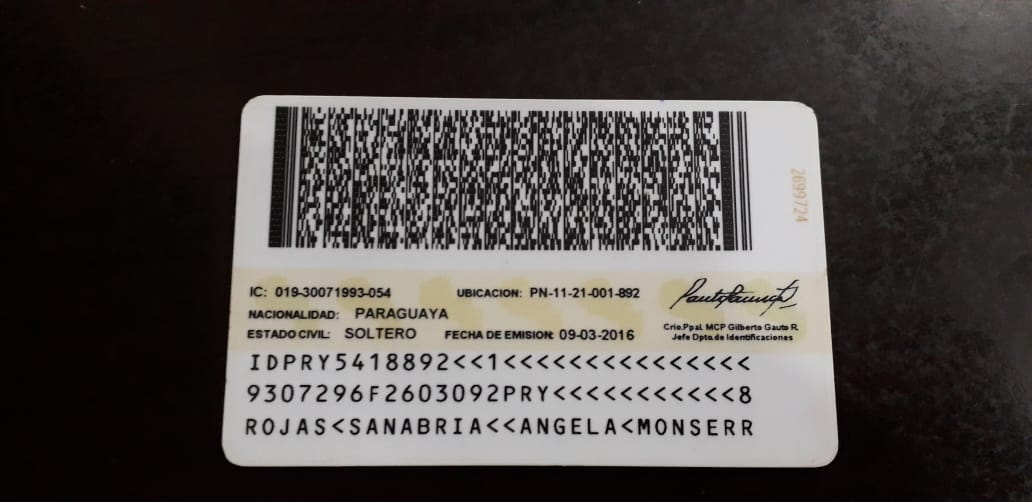 2699724
IC: 019-30071993-054 UBICACION: PN-11-21-001-892
NACIONALIDAD: PARAGUAYA
ESTADO CIVIL: SOLTERO FECHA DE EMISION: 09-03-2016
Crio.Ppal. MCP Gilberto Gauto R.
Jefe Dpto.de Identificaciones
IDPRY5418892<<1<<<<<<<<<<<<<<<
9307296F2603092PRY<<<<<<<<<<<8
ROJAS<SANABRIA<<ANGELA<MONSERR